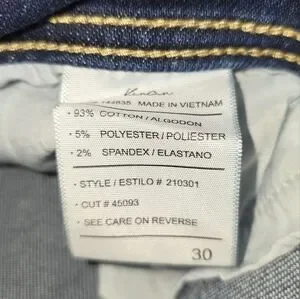 MADE IN VIETNAM
• 93% COTTON / ALGODON
• 5% POLYESTER / POLIESTER
• 2% SPANDEX / ELASTANO
• STYLE / ESTILO # 210301
• CUT # 45093
• SEE CARE ON REVERSE
30